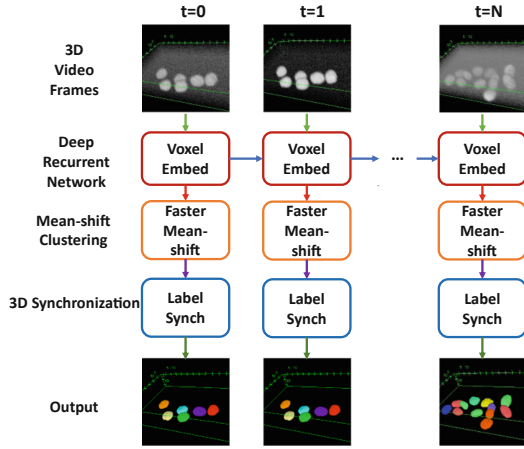 t=0 t=1 t=N
3D
Video
Frames
Deep
Recurrent
Network
Voxel
Embed
Voxel
Embed
...
Voxel
Embed
Mean-shift
Clustering
Faster
Mean-
shift
Faster
Mean-
shift
Faster
Mean-
shift
3D Synchronization
Label
Synch
Label
Synch
Label
Synch
Output